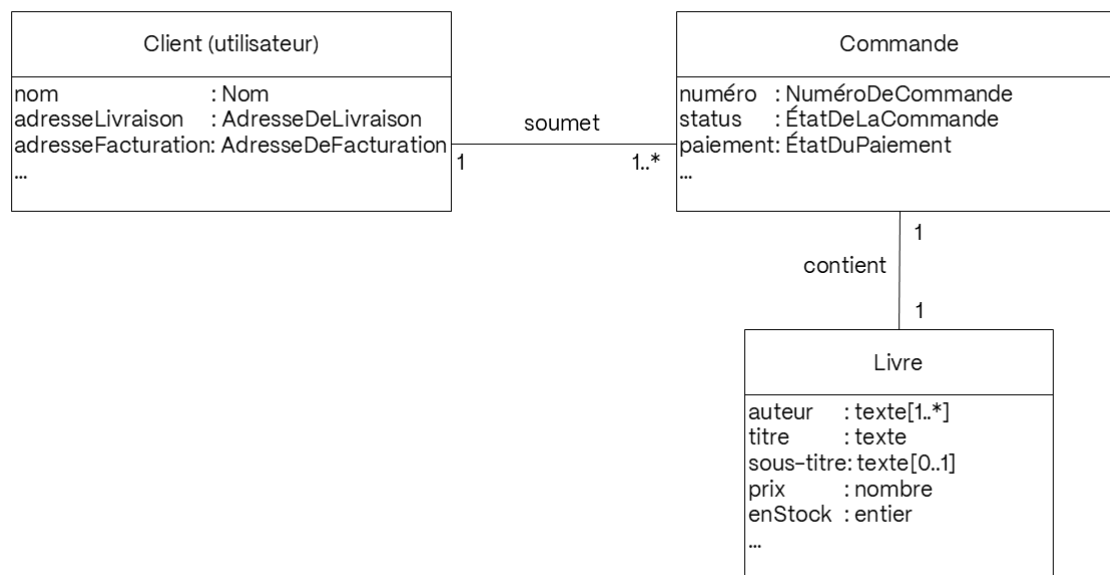 Client (utilisateur)
nom : Nom
adresseLivraison : AdresseDeLivraison
adresseFacturation: AdresseDeFacturation
...
soumet
1
1..*
Commande
numéro : NuméroDeCommande
status : ÉtatDeLaCommande
paiement: ÉtatDuPaiement
...
1
contient
1
Livre
auteur : texte[1..*]
titre : texte
sous-titre: texte[0..1]
prix : nombre
enStock : entier
...